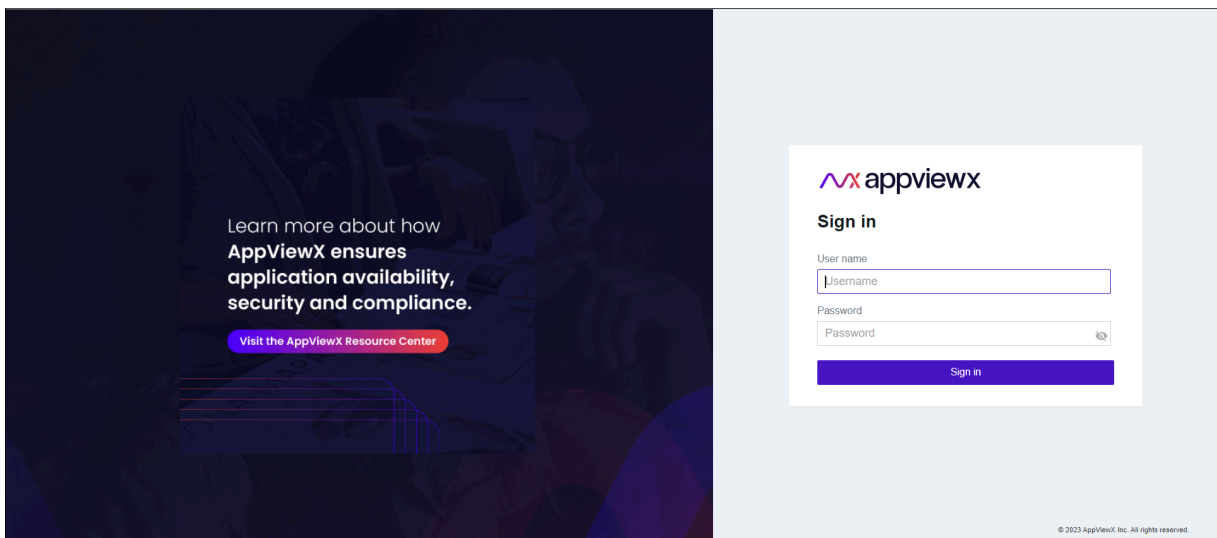 Learn more about how
AppViewX ensures
application availability,
security and compliance.
Visit the AppViewX Resource Center
appviewx
Sign in
User name
Username
Password
Password
Sign in
© 2023 AppViewX Inc. All rights reserved.